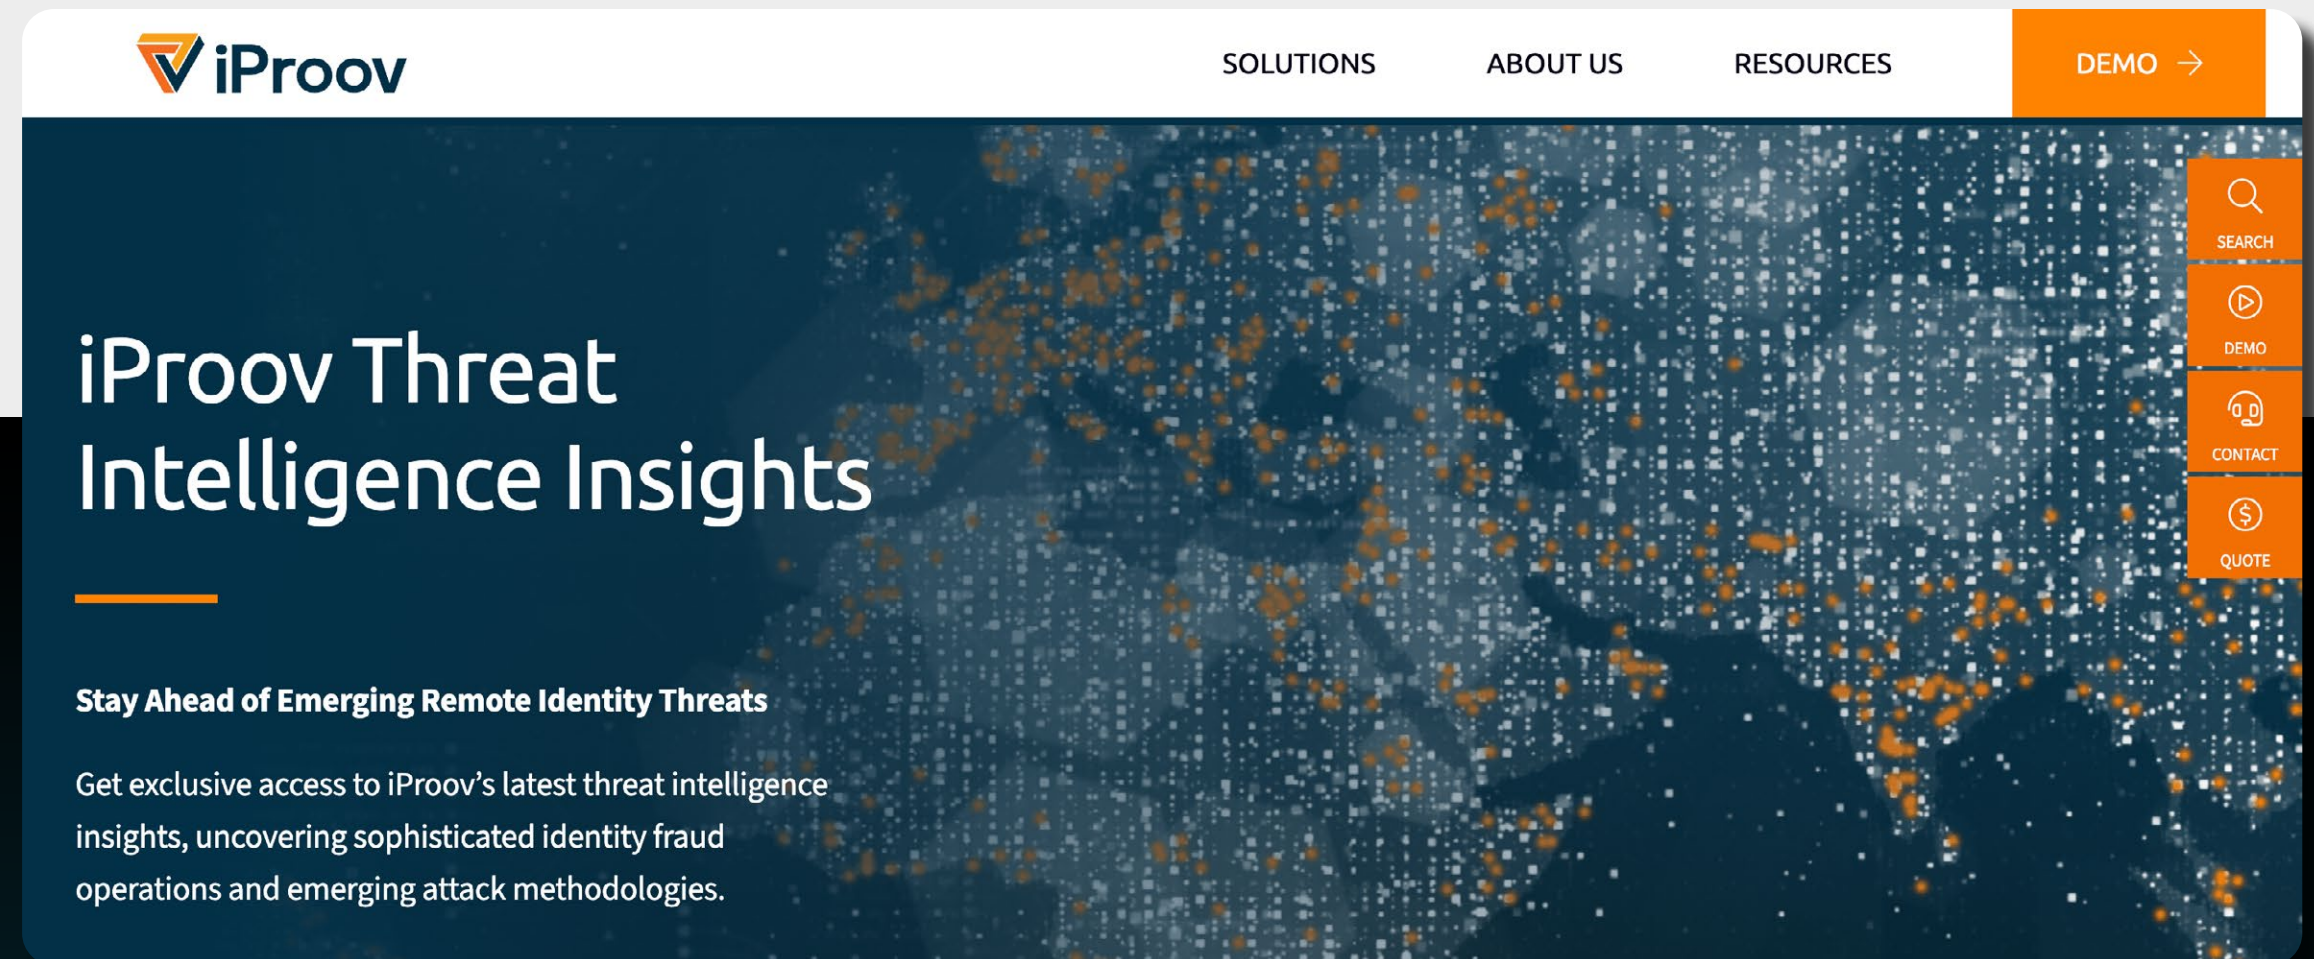 iProov
SOLUTIONS
ABOUT US
RESOURCES
DEMO →
SEARCH
DEMO
CONTACT
QUOTE
iProov Threat
Intelligence Insights
Stay Ahead of Emerging Remote Identity Threats
Get exclusive access to iProov’s latest threat intelligence
insights, uncovering sophisticated identity fraud
operations and emerging attack methodologies.